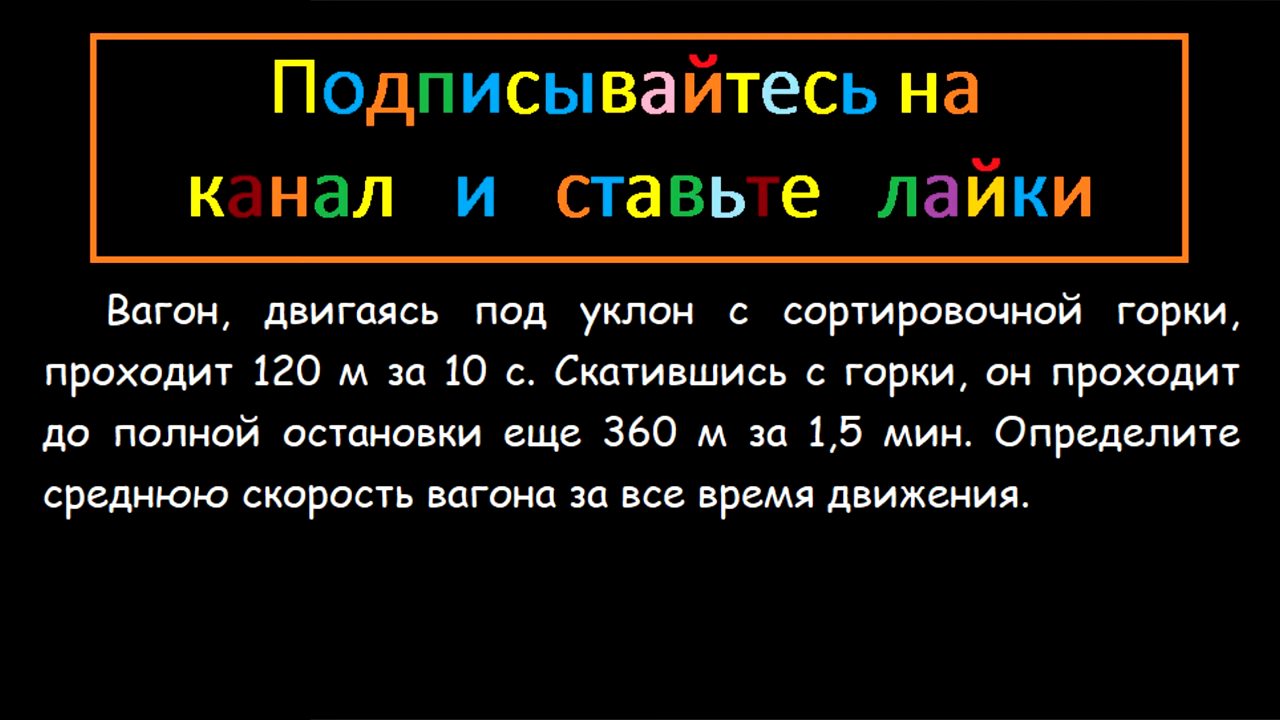 Подписывайтесь на
канал и ставьте лайки
Вагон, двигаясь под уклон с сортировочной горки,
проходит 120 м за 10 с. Скатившись с горки, он проходит
до полной остановки еще 360 м за 1,5 мин. Определите
среднюю скорость вагона за все время движения.